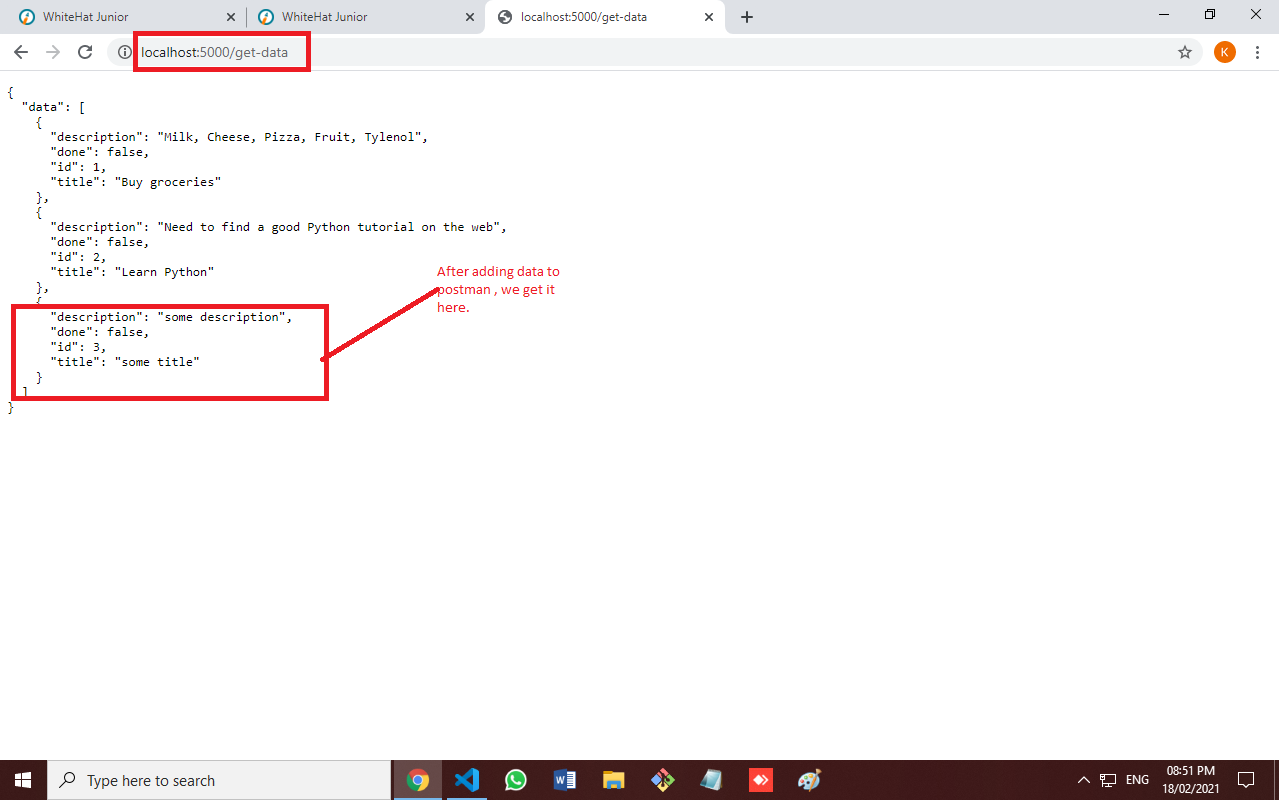 WhiteHat Junior
WhiteHat Junior
localhost:5000/get-data
localhost:5000/get-data
K
{
  "data": [
    {
      "description": "Milk, Cheese, Pizza, Fruit, Tylenol",
      "done": false,
      "id": 1,
      "title": "Buy groceries"
    },
    {
      "description": "Need to find a good Python tutorial on the web",
      "done": false,
      "id": 2,
      "title": "Learn Python"
    },
    {
      "description": "some description",
      "done": false,
      "id": 3,
      "title": "some title"
    }
  ]
}
After adding data to
postman , we get it
here.
Type here to search
ENG
08:51 PM
18/02/2021